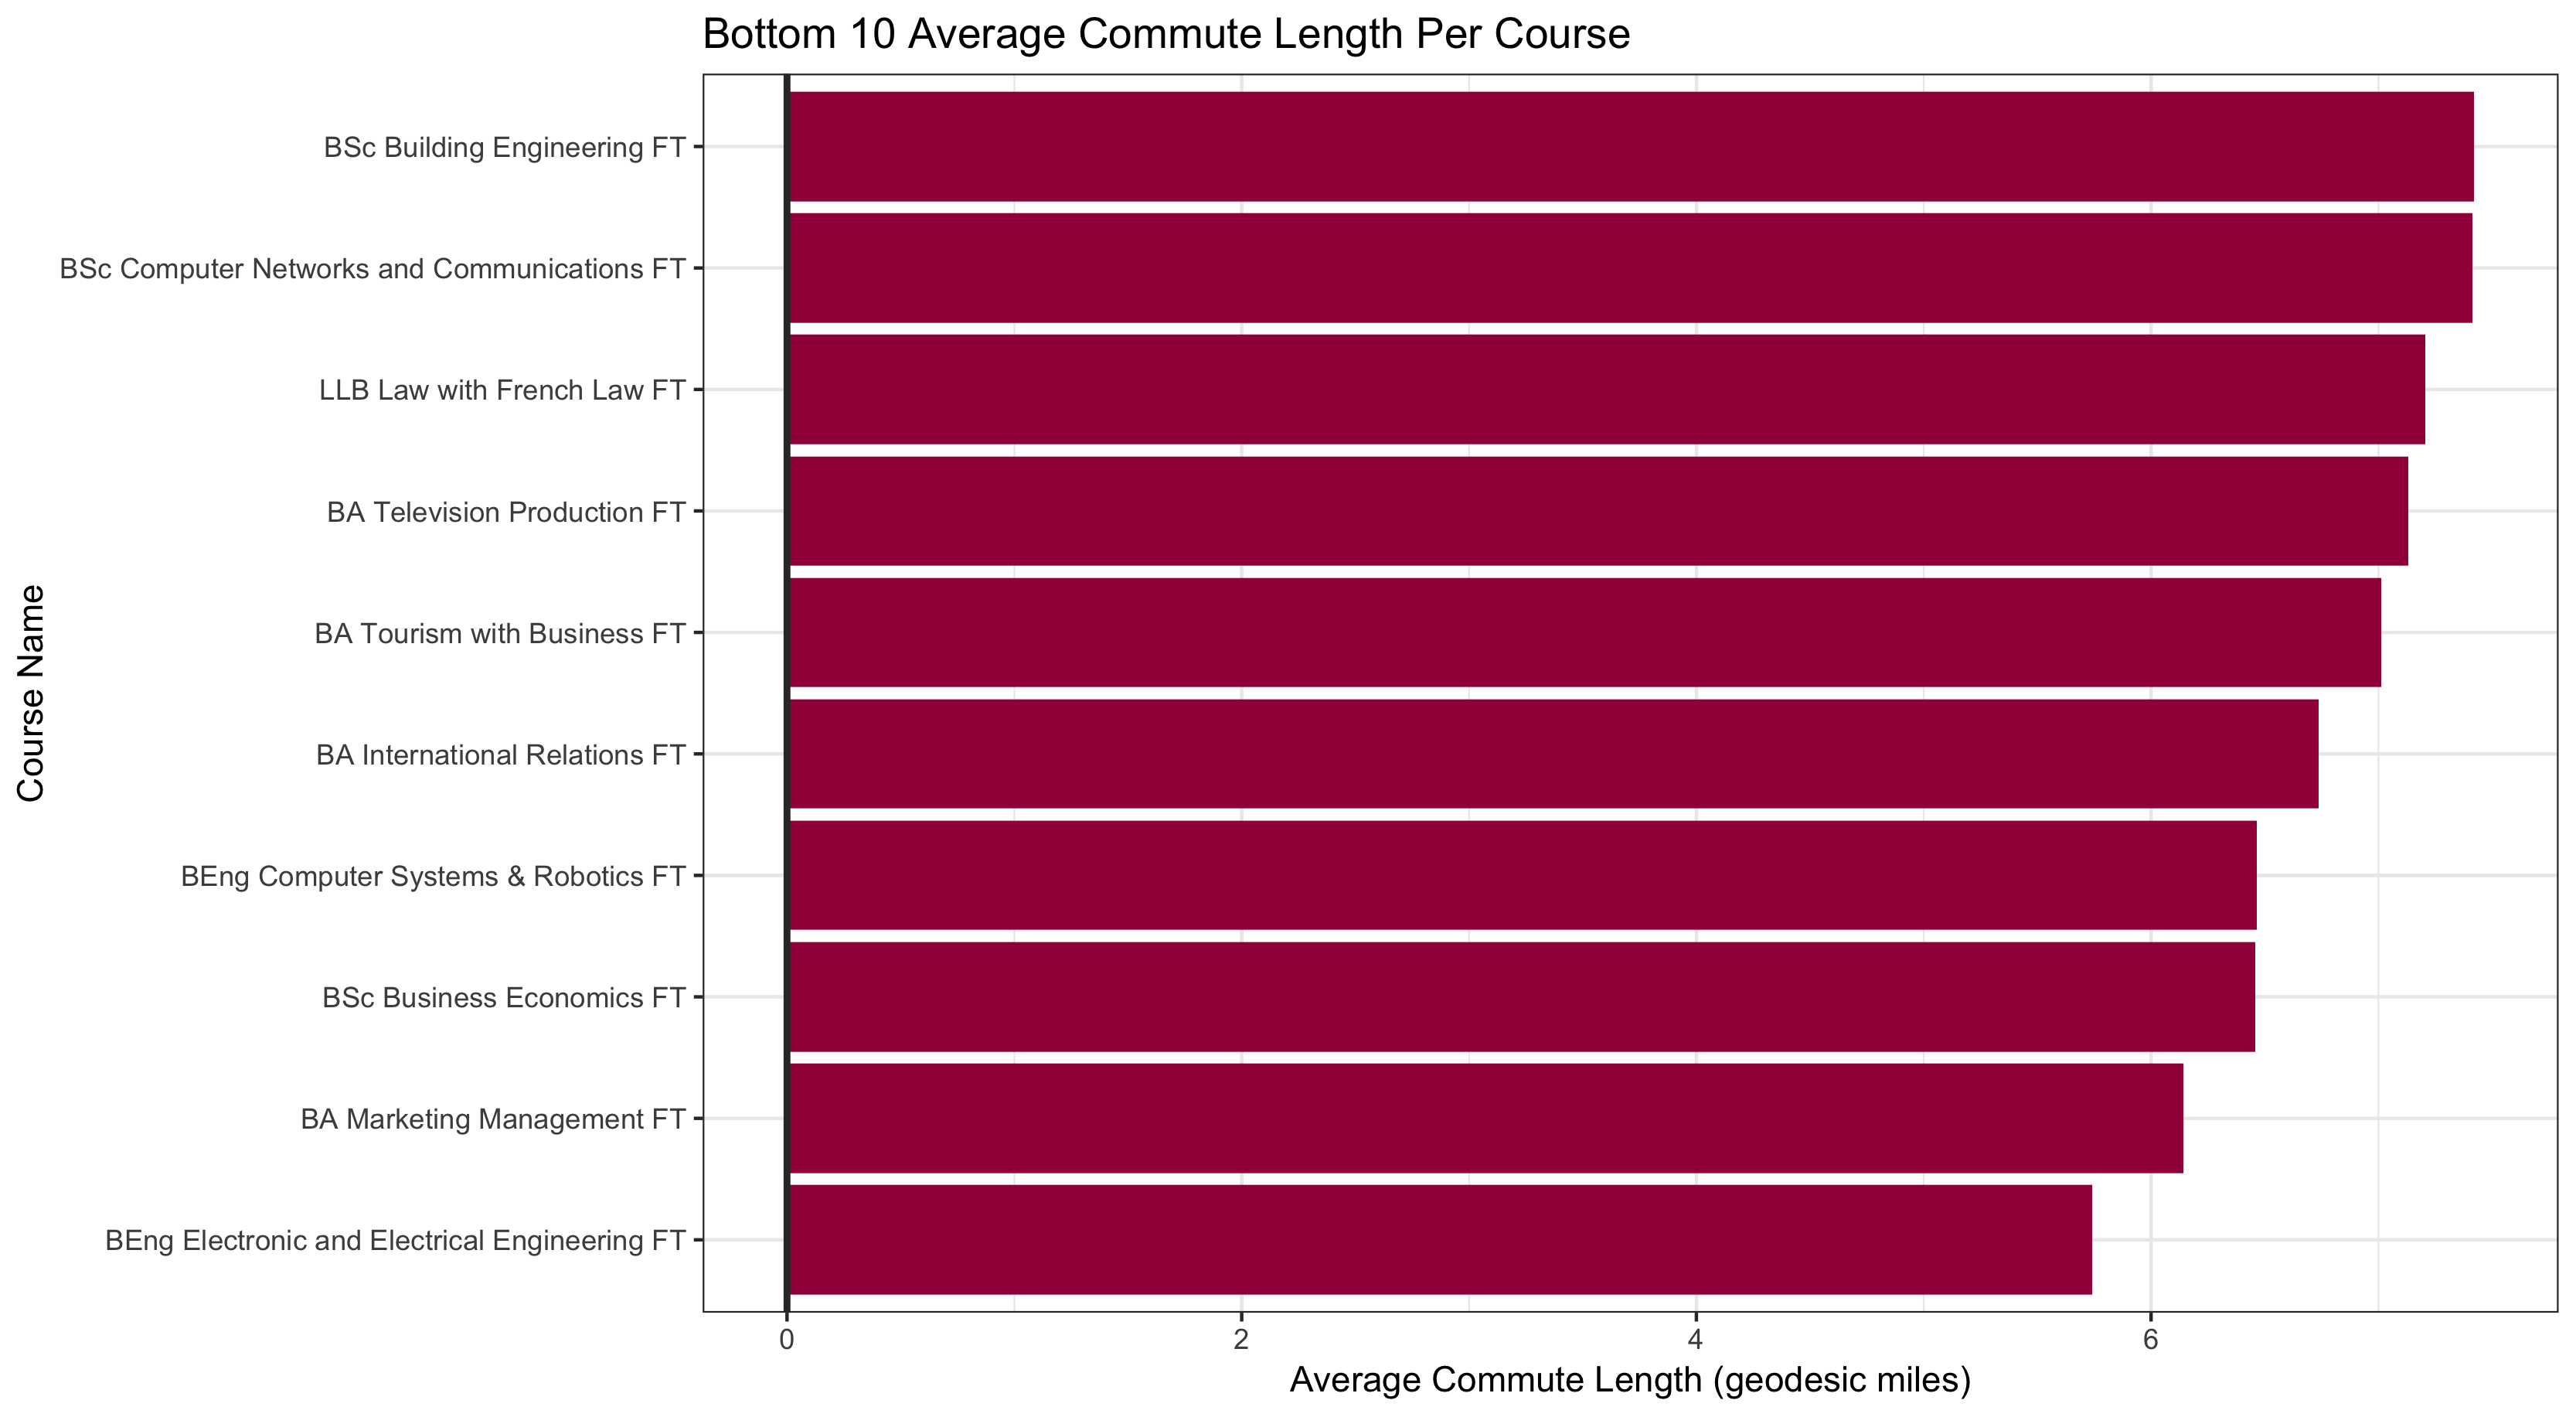 Bottom 10 Average Commute Length Per Course
Course Name
BSc Building Engineering FT
BSc Computer Networks and Communications FT
LLB Law with French Law FT
BA Television Production FT
BA Tourism with Business FT
BA International Relations FT
BEng Computer Systems & Robotics FT
BSc Business Economics FT
BA Marketing Management FT
BEng Electronic and Electrical Engineering FT
0 2 4 6
Average Commute Length (geodesic miles)